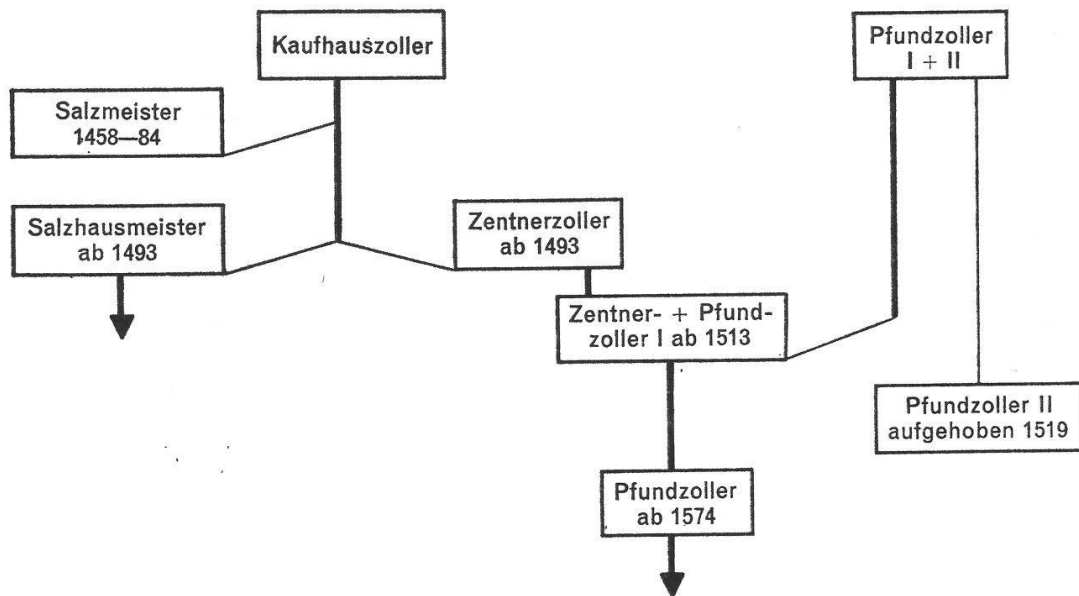 Kaufhauszoller
Pfundzoller
I + II
Salzmeister
1458—84
Salzhausmeister
ab 1493
Zentnerzoller
ab 1493
Zentner- + Pfund-
zoller I ab 1513
Pfundzoller II
aufgehoben 1519
Pfundzoller
ab 1574